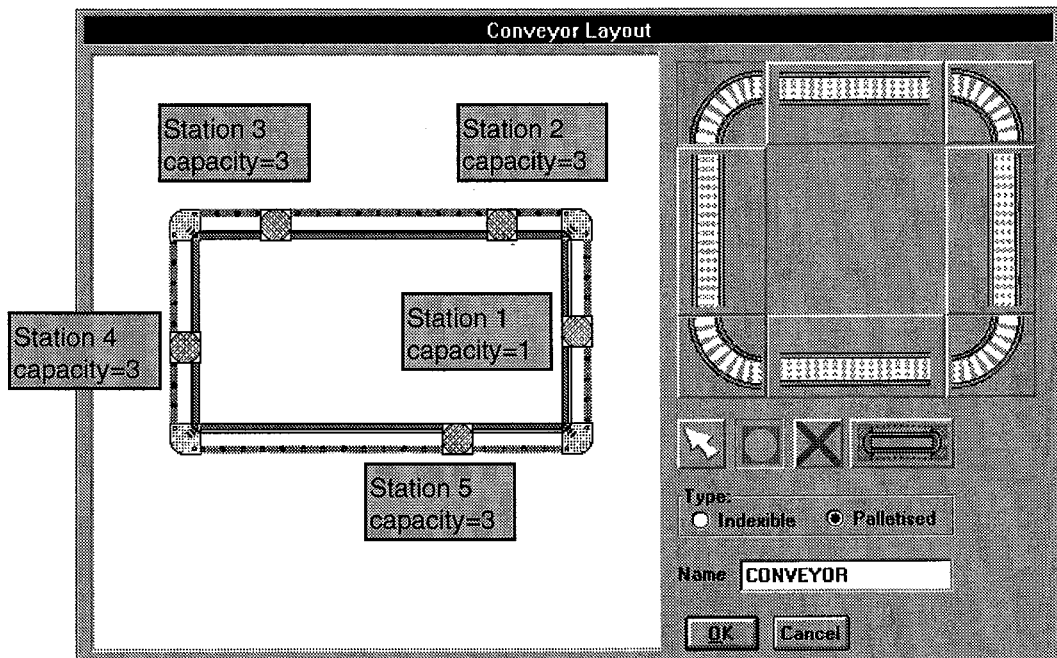 Conveyor Layout
Station 3
capacity=3
Station 2
capacity=3
Station 4
capacity=3
Station 1
capacity=1
Station 5
capacity=3
Type:
Indexible
Palletised
Name
CONVEYOR
OK
Cancel